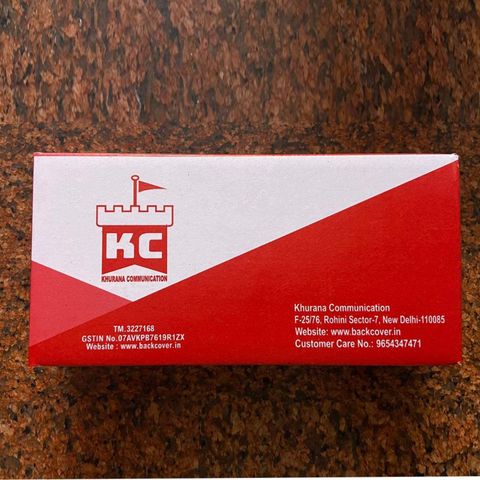 KC
KHURANA COMMUNICATION
TM.3227168
GSTIN No.07AVKPB7619R1ZX
Website : www.backcover.in
Khurana Communication
F-25/76, Rohini Sector-7, New Delhi-110085
Website: www.backcover.in
Customer Care No.: 9654347471